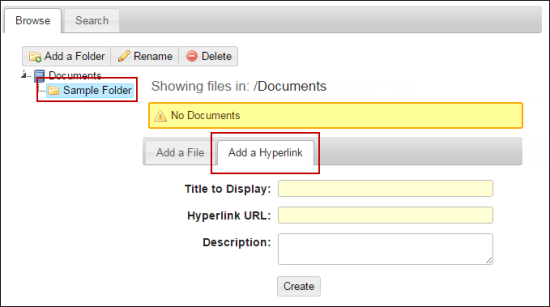 Browse Search
Add a Folder Rename Delete
Documents
Sample Folder
Showing files in: /Documents
No Documents
Add a File Add a Hyperlink
Title to Display:
Hyperlink URL:
Description:
Create